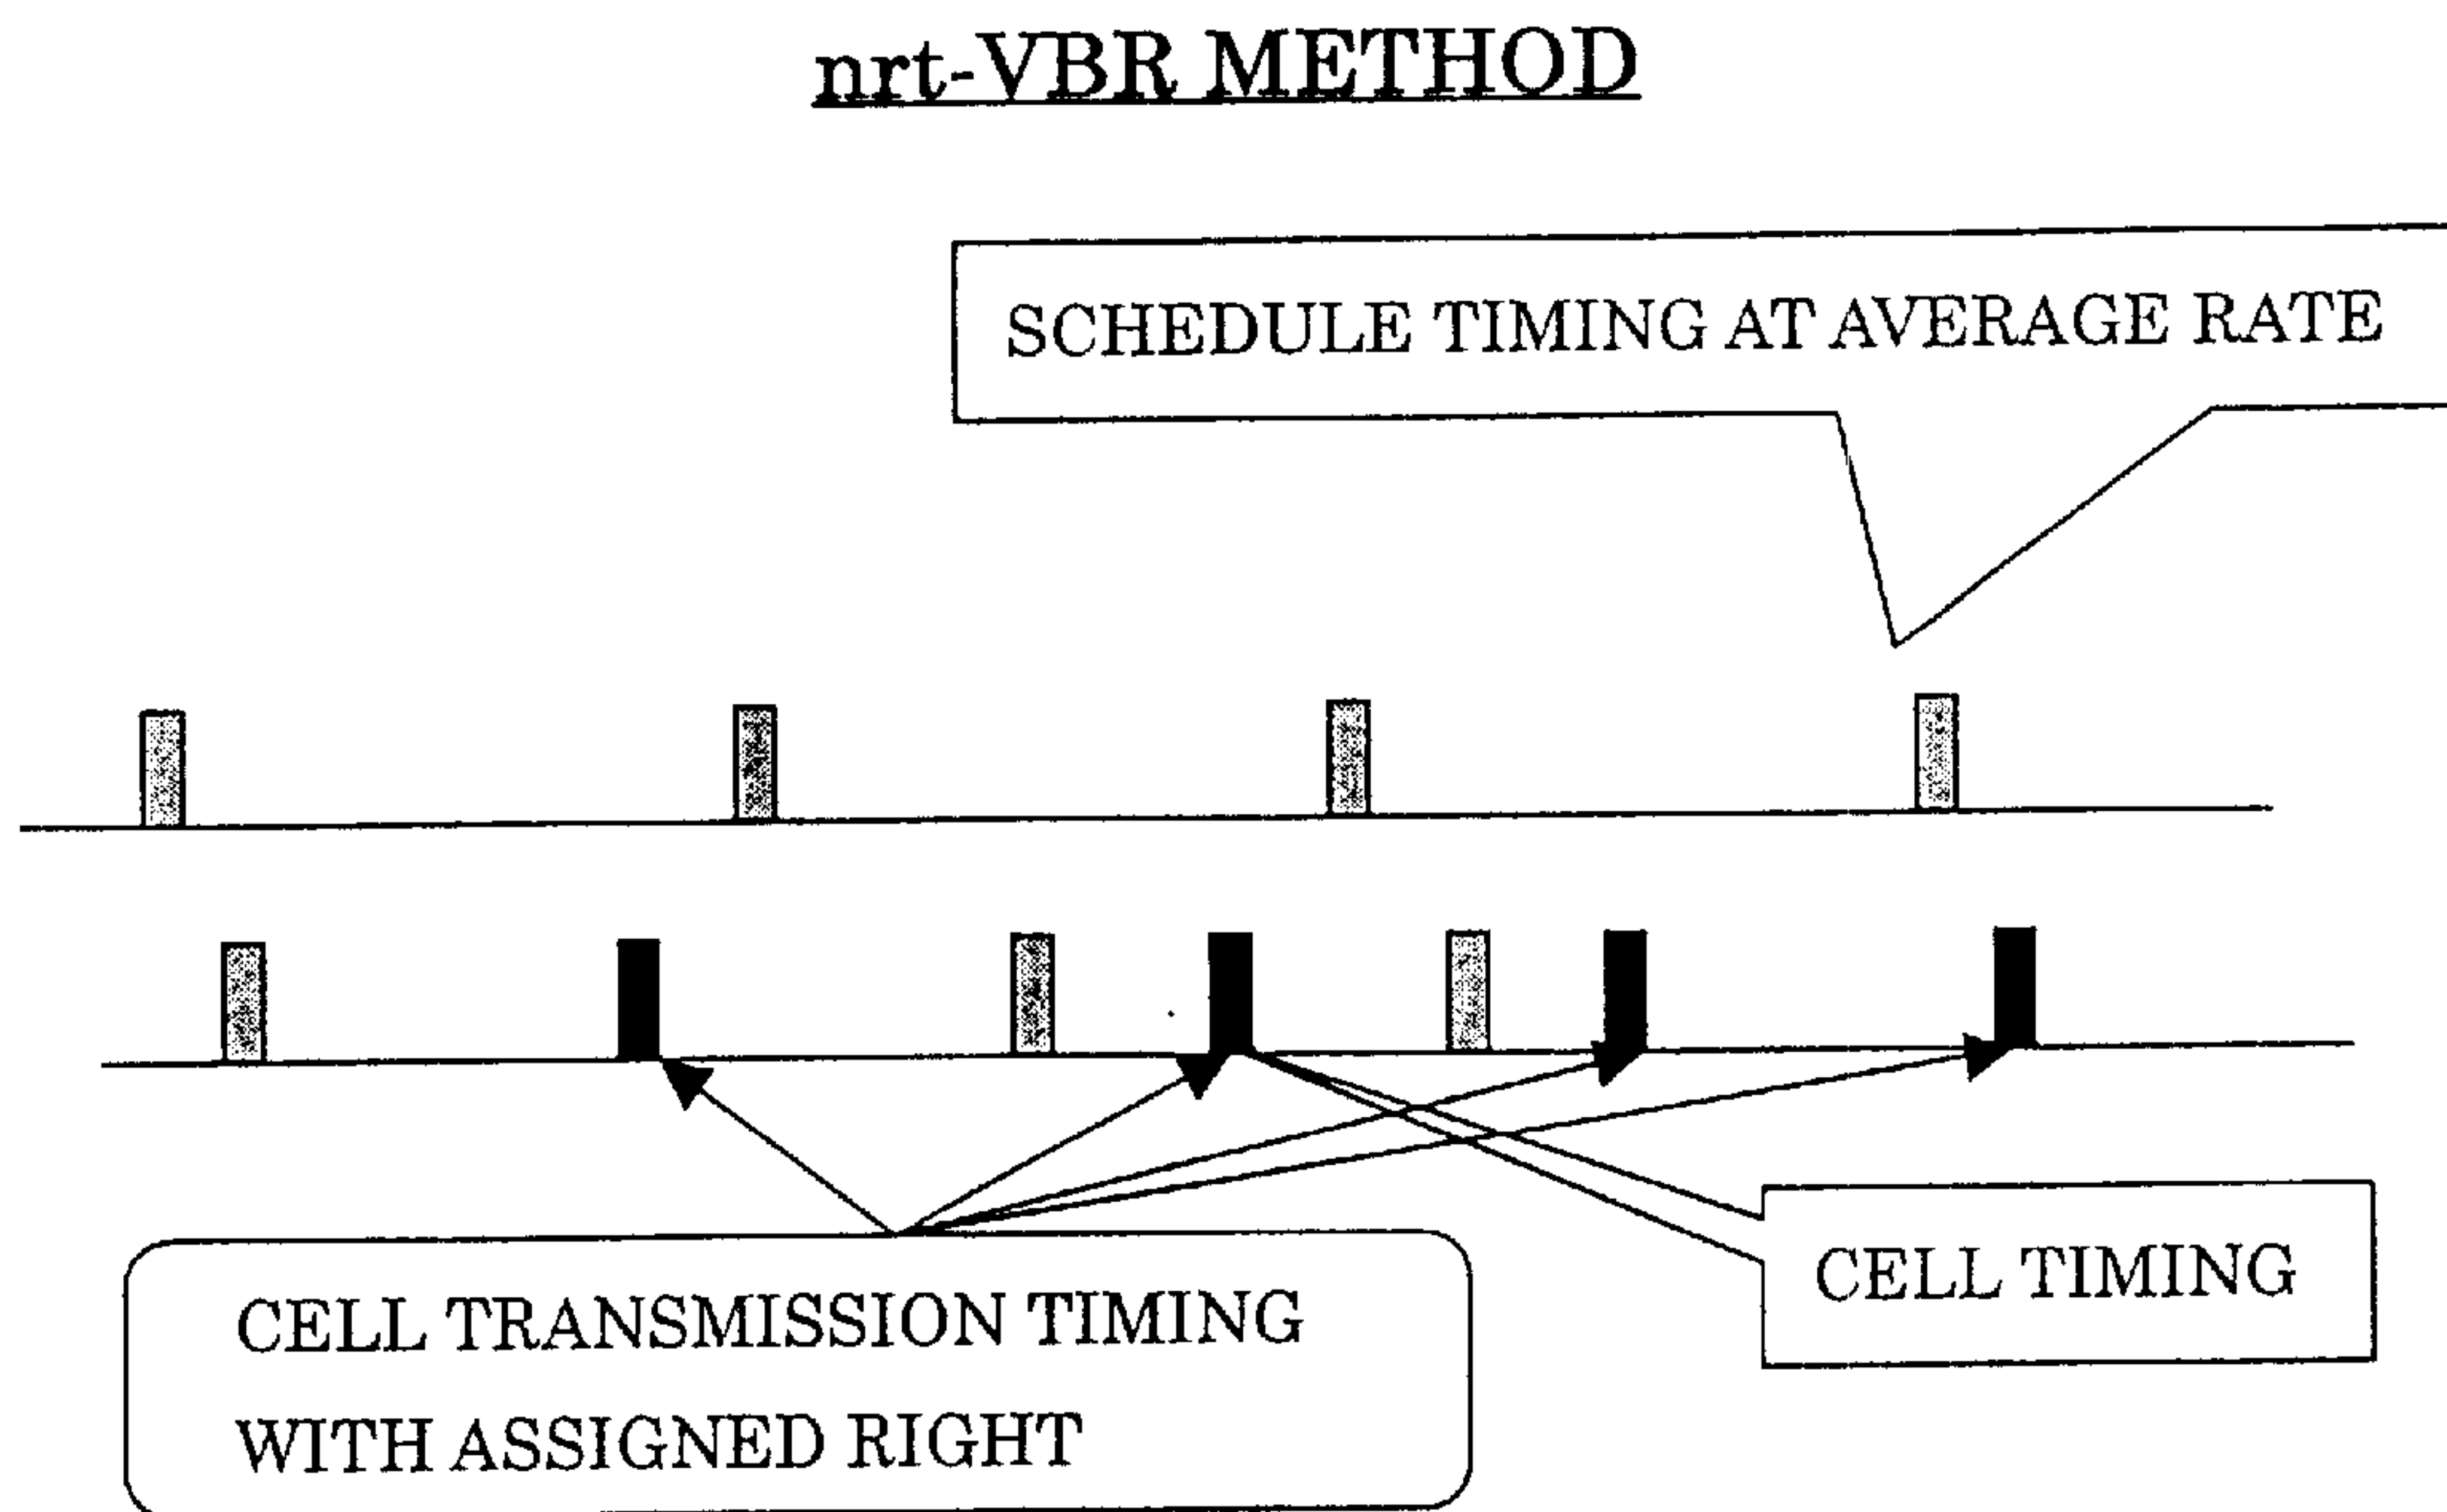 nrt-VBR METHOD
SCHEDULE TIMING AT AVERAGE RATE
CELL TRANSMISSION TIMING
WITH ASSIGNED RIGHT
CELL TIMING